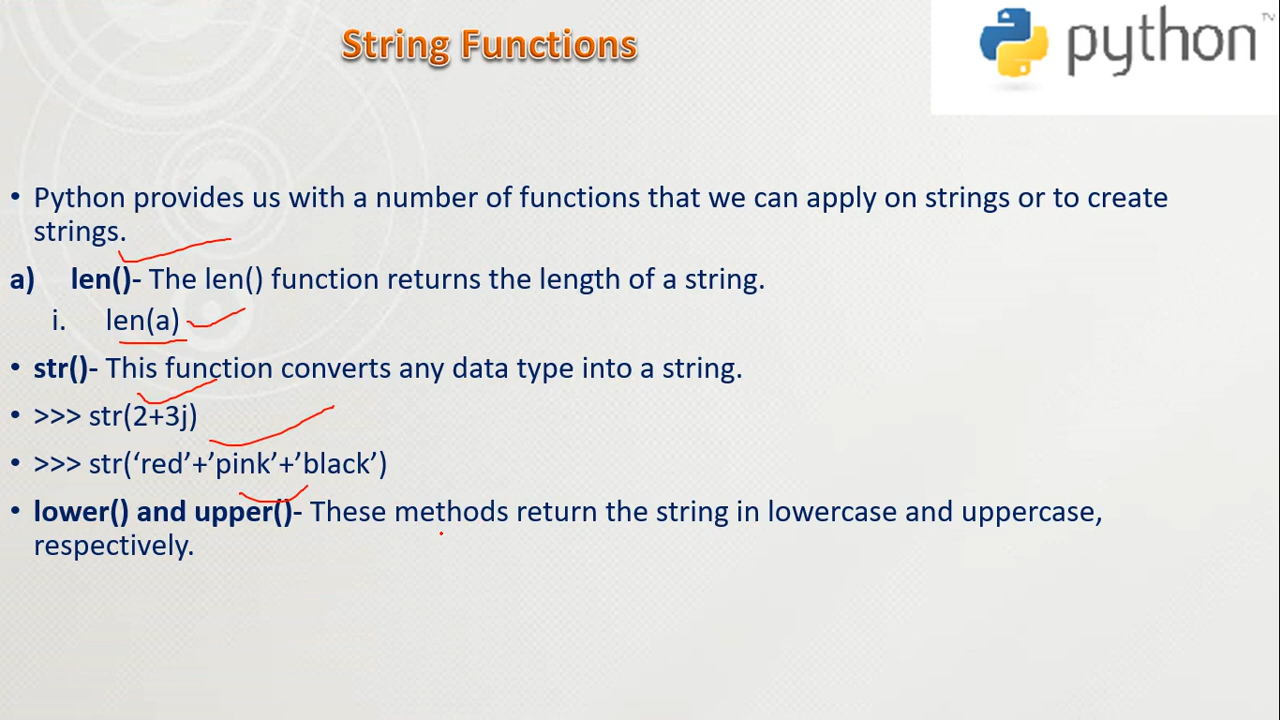 String Functions
python TV
• Python provides us with a number of functions that we can apply on strings or to create
strings.
a) len()- The len() function returns the length of a string.
i. len(a)
• str()- This function converts any data type into a string.
• >>> str(2+3j)
• >>> str(‘red’+’pink’+’black’)
• lower() and upper()- These methods return the string in lowercase and uppercase,
respectively.